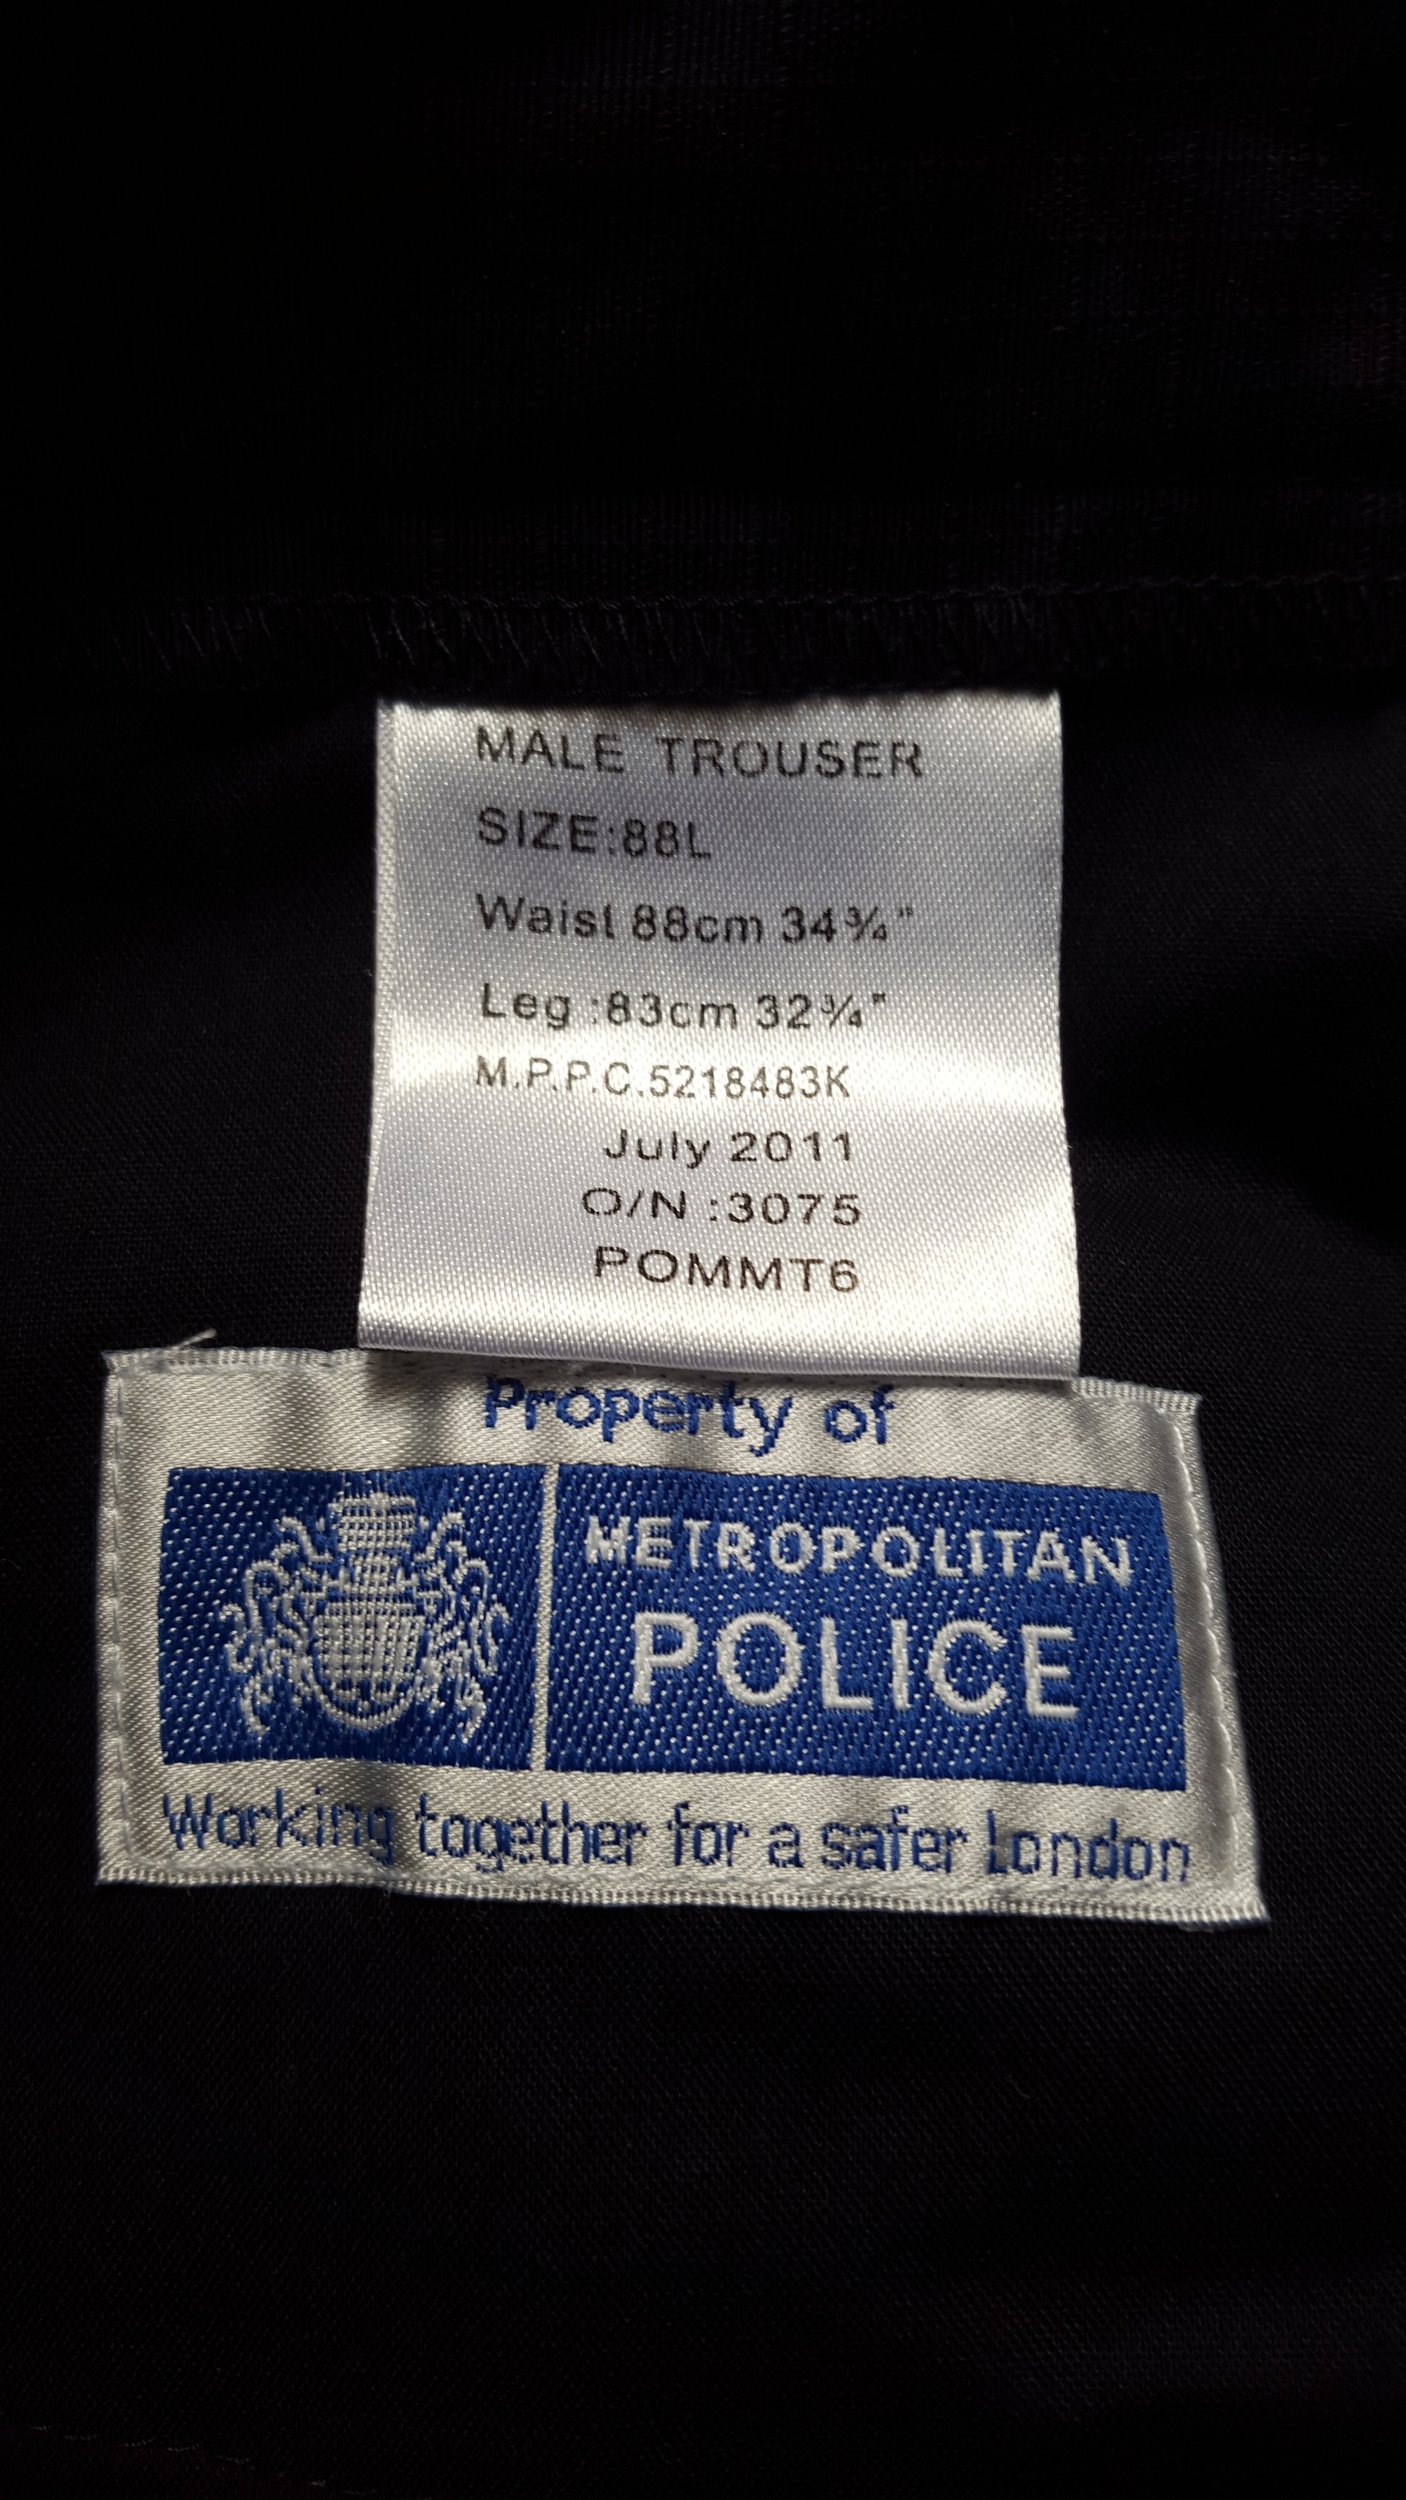 MALE TROUSER
SIZE:88L
Waist 88cm 34¾"
Leg :83cm 32¾"
M.P.P.C.5218483K
July 2011
O/N :3075
POMMT6
Property of
METROPOLITAN
POLICE
Working together for a safer London